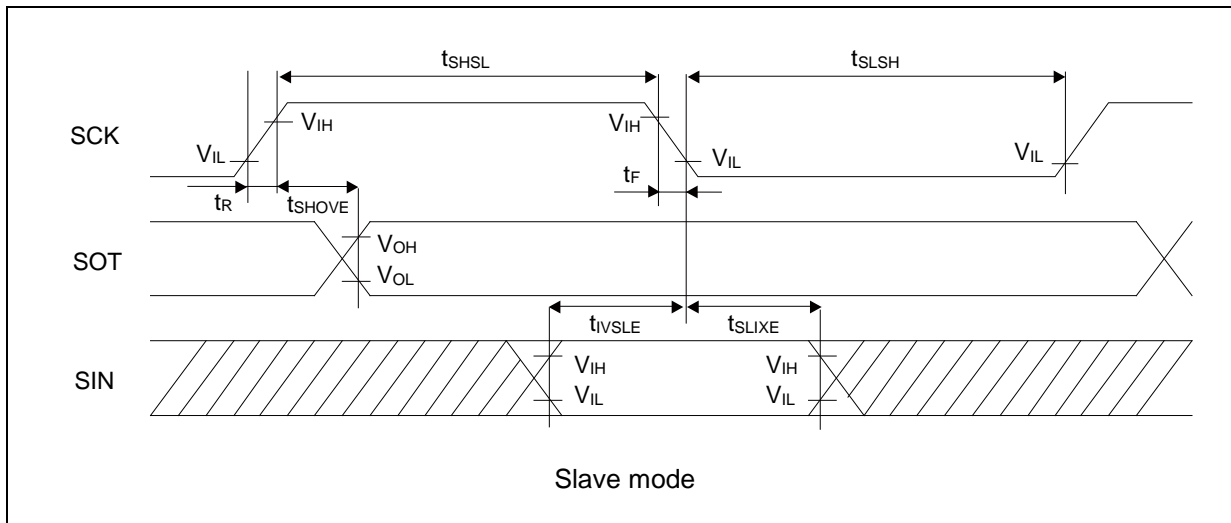 tSHSL
tSLSH
SCK
VIH
VIH
VIL
VIL
VIL
tR
tSHOVE
tF
SOT
VOH
VOL
tIVSLE
tSLIXE
SIN
VIH
VIH
VIL
VIL
Slave mode